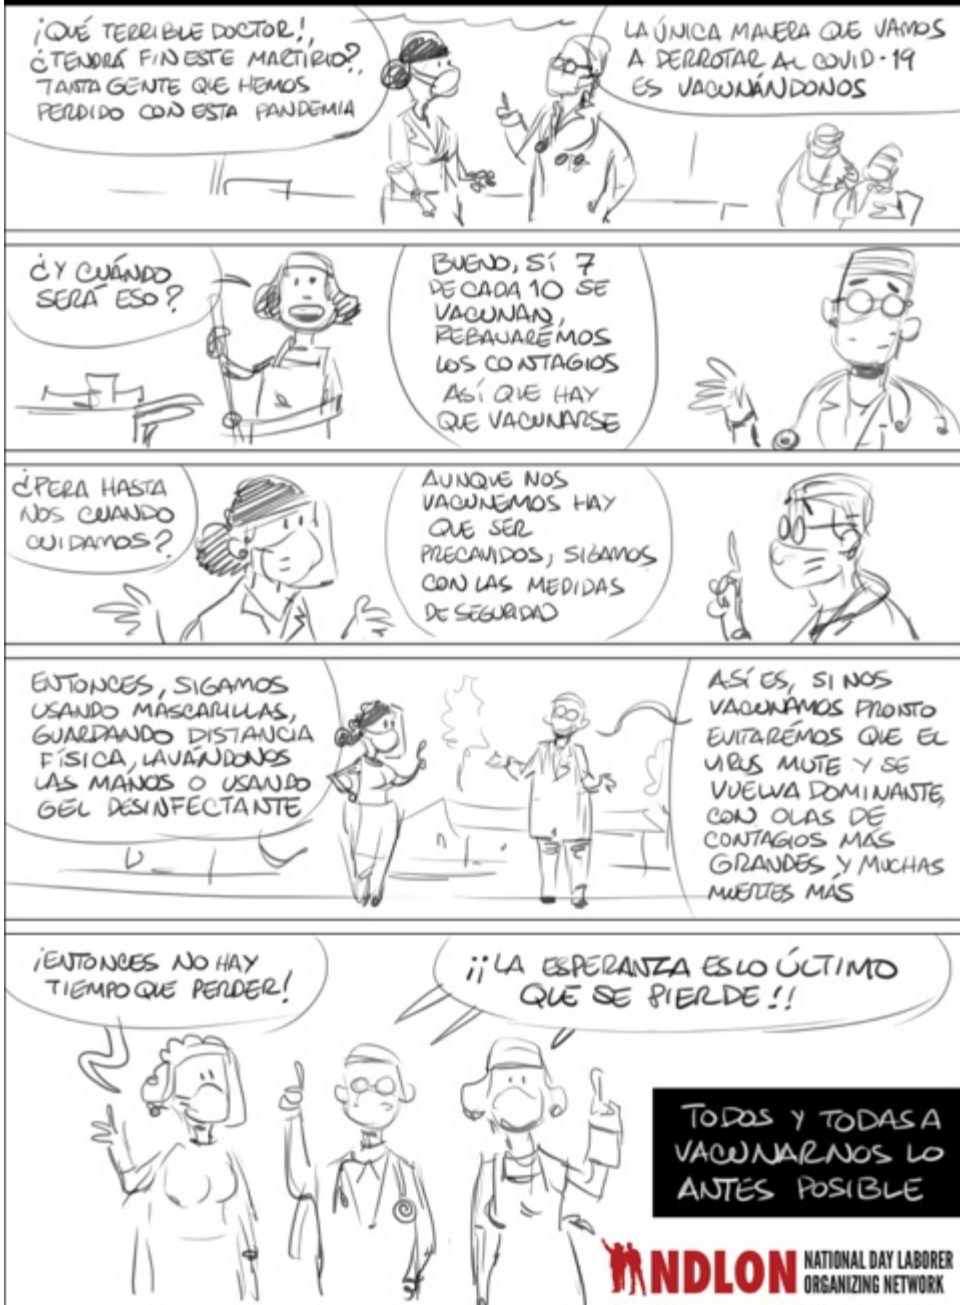 ¡QUÉ TERRIBLE DOCTOR!,
¿TENDRÁ FIN ESTE MARTIRIO?,
TANTA GENTE QUE HEMOS
PERDIDO CON ESTA PANDEMIA
LA ÚNICA MANERA QUE VAMOS
A DERROTAR AL COVID-19
ES VACUNÁNDONOS
¿Y CUÁNDO
SERÁ ESO?
BUENO, SÍ 7
DE CADA 10 SE
VACUNAN,
REBAJARÉMOS
LOS CONTAGIOS
ASÍ QUE HAY
QUE VACUNARSE
¿PERA HASTA
NOS CUANDO
CUIDAMOS?
AUNQUE NOS
VACUNEMOS HAY
QUE SER
PRECAVIDOS, SIGAMOS
CON LAS MEDIDAS
DE SEGURIDAD
ENTONCES, SIGAMOS
USANDO MASCARILLAS,
GUARDANDO DISTANCIA
FÍSICA, LAVÁNDONOS
LAS MANOS O USANDO
GEL DESINFECTANTE
ASÍ ES, SI NOS
VACUNAMOS PRONTO
EVITARÉMOS QUE EL
VIRUS MUTE Y SE
VUELVA DOMINANTE,
CON OLAS DE
CONTAGIOS MÁS
GRANDES Y MUCHAS
MUERTES MÁS
¡ENTONCES NO HAY
TIEMPO QUE PERDER!
¡¡LA ESPERANZA ES LO ÚLTIMO
QUE SE PIERDE!!
TODOS Y TODAS A
VACUNARNOS LO
ANTES POSIBLE
NDLON NATIONAL DAY LABORER
ORGANIZING NETWORK